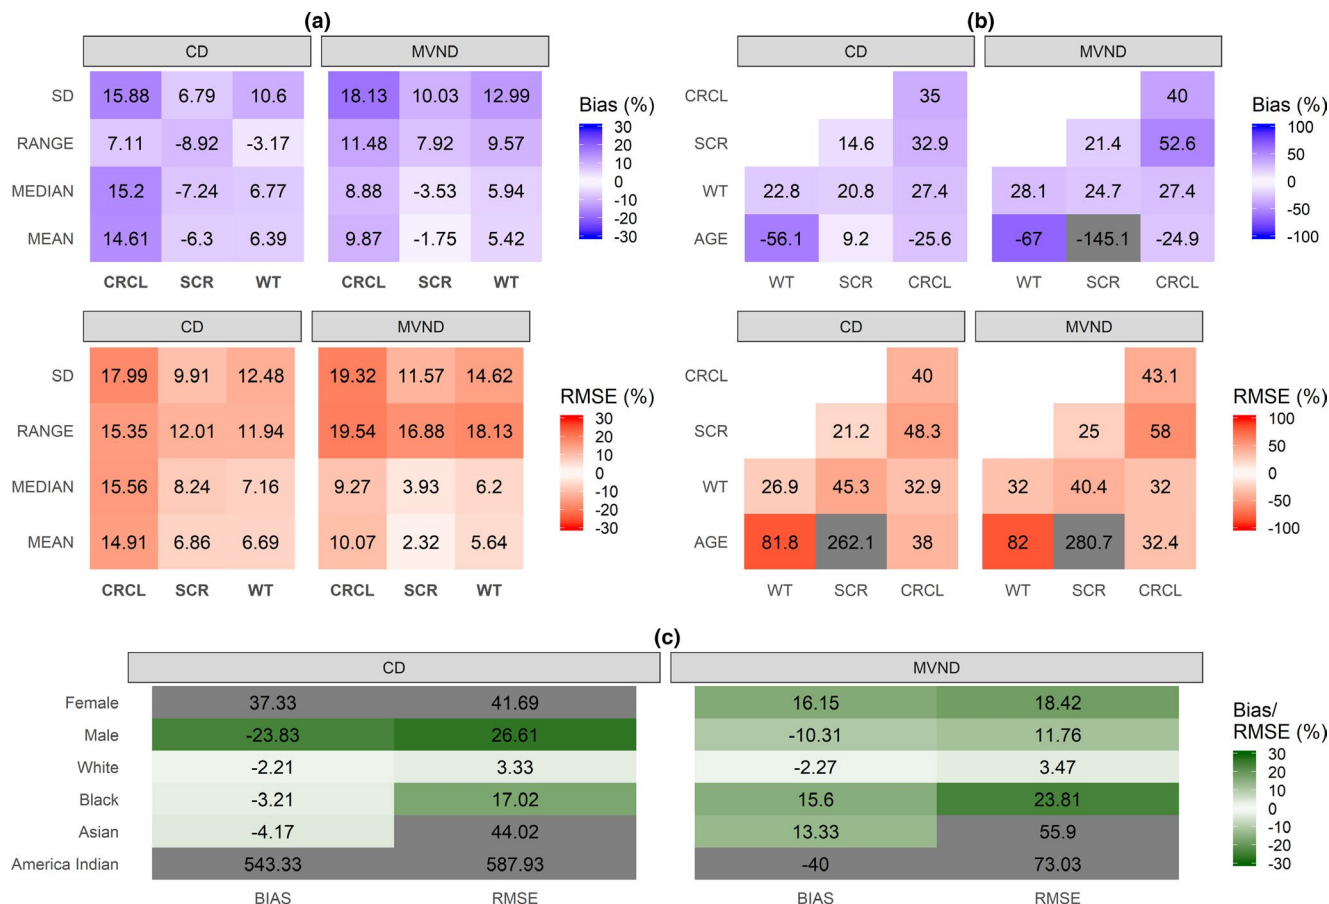 (a)
CD MVND
SD 15.88 6.79 10.6 18.13 10.03 12.99
RANGE 7.11 -8.92 -3.17 11.48 7.92 9.57
MEDIAN 15.2 -7.24 6.77 8.88 -3.53 5.94
MEAN 14.61 -6.3 6.39 9.87 -1.75 5.42
CRCL SCR WT CRCL SCR WT
Bias (%)
30
20
10
0
-10
-20
-30
CD MVND
SD 17.99 9.91 12.48 19.32 11.57 14.62
RANGE 15.35 12.01 11.94 19.54 16.88 18.13
MEDIAN 15.56 8.24 7.16 9.27 3.93 6.2
MEAN 14.91 6.86 6.69 10.07 2.32 5.64
CRCL SCR WT CRCL SCR WT
RMSE (%)
30
20
10
0
-10
-20
-30
(b)
CD MVND
CRCL 35 40
SCR 14.6 32.9 21.4 52.6
WT 22.8 20.8 27.4 28.1 24.7 27.4
AGE -56.1 9.2 -25.6 -67 -145.1 -24.9
WT SCR CRCL WT SCR CRCL
Bias (%)
100
50
0
-50
-100
CD MVND
CRCL 40 43.1
SCR 21.2 48.3 25 58
WT 26.9 45.3 32.9 32 40.4 32
AGE 81.8 262.1 38 82 280.7 32.4
WT SCR CRCL WT SCR CRCL
RMSE (%)
100
50
0
-50
-100
(c)
CD MVND
Female 37.33 41.69 16.15 18.42
Male -23.83 26.61 -10.31 11.76
White -2.21 3.33 -2.27 3.47
Black -3.21 17.02 15.6 23.81
Asian -4.17 44.02 13.33 55.9
America Indian 543.33 587.93 -40 73.03
BIAS RMSE BIAS RMSE
Bias/
RMSE (%)
30
20
10
0
-10
-20
-30